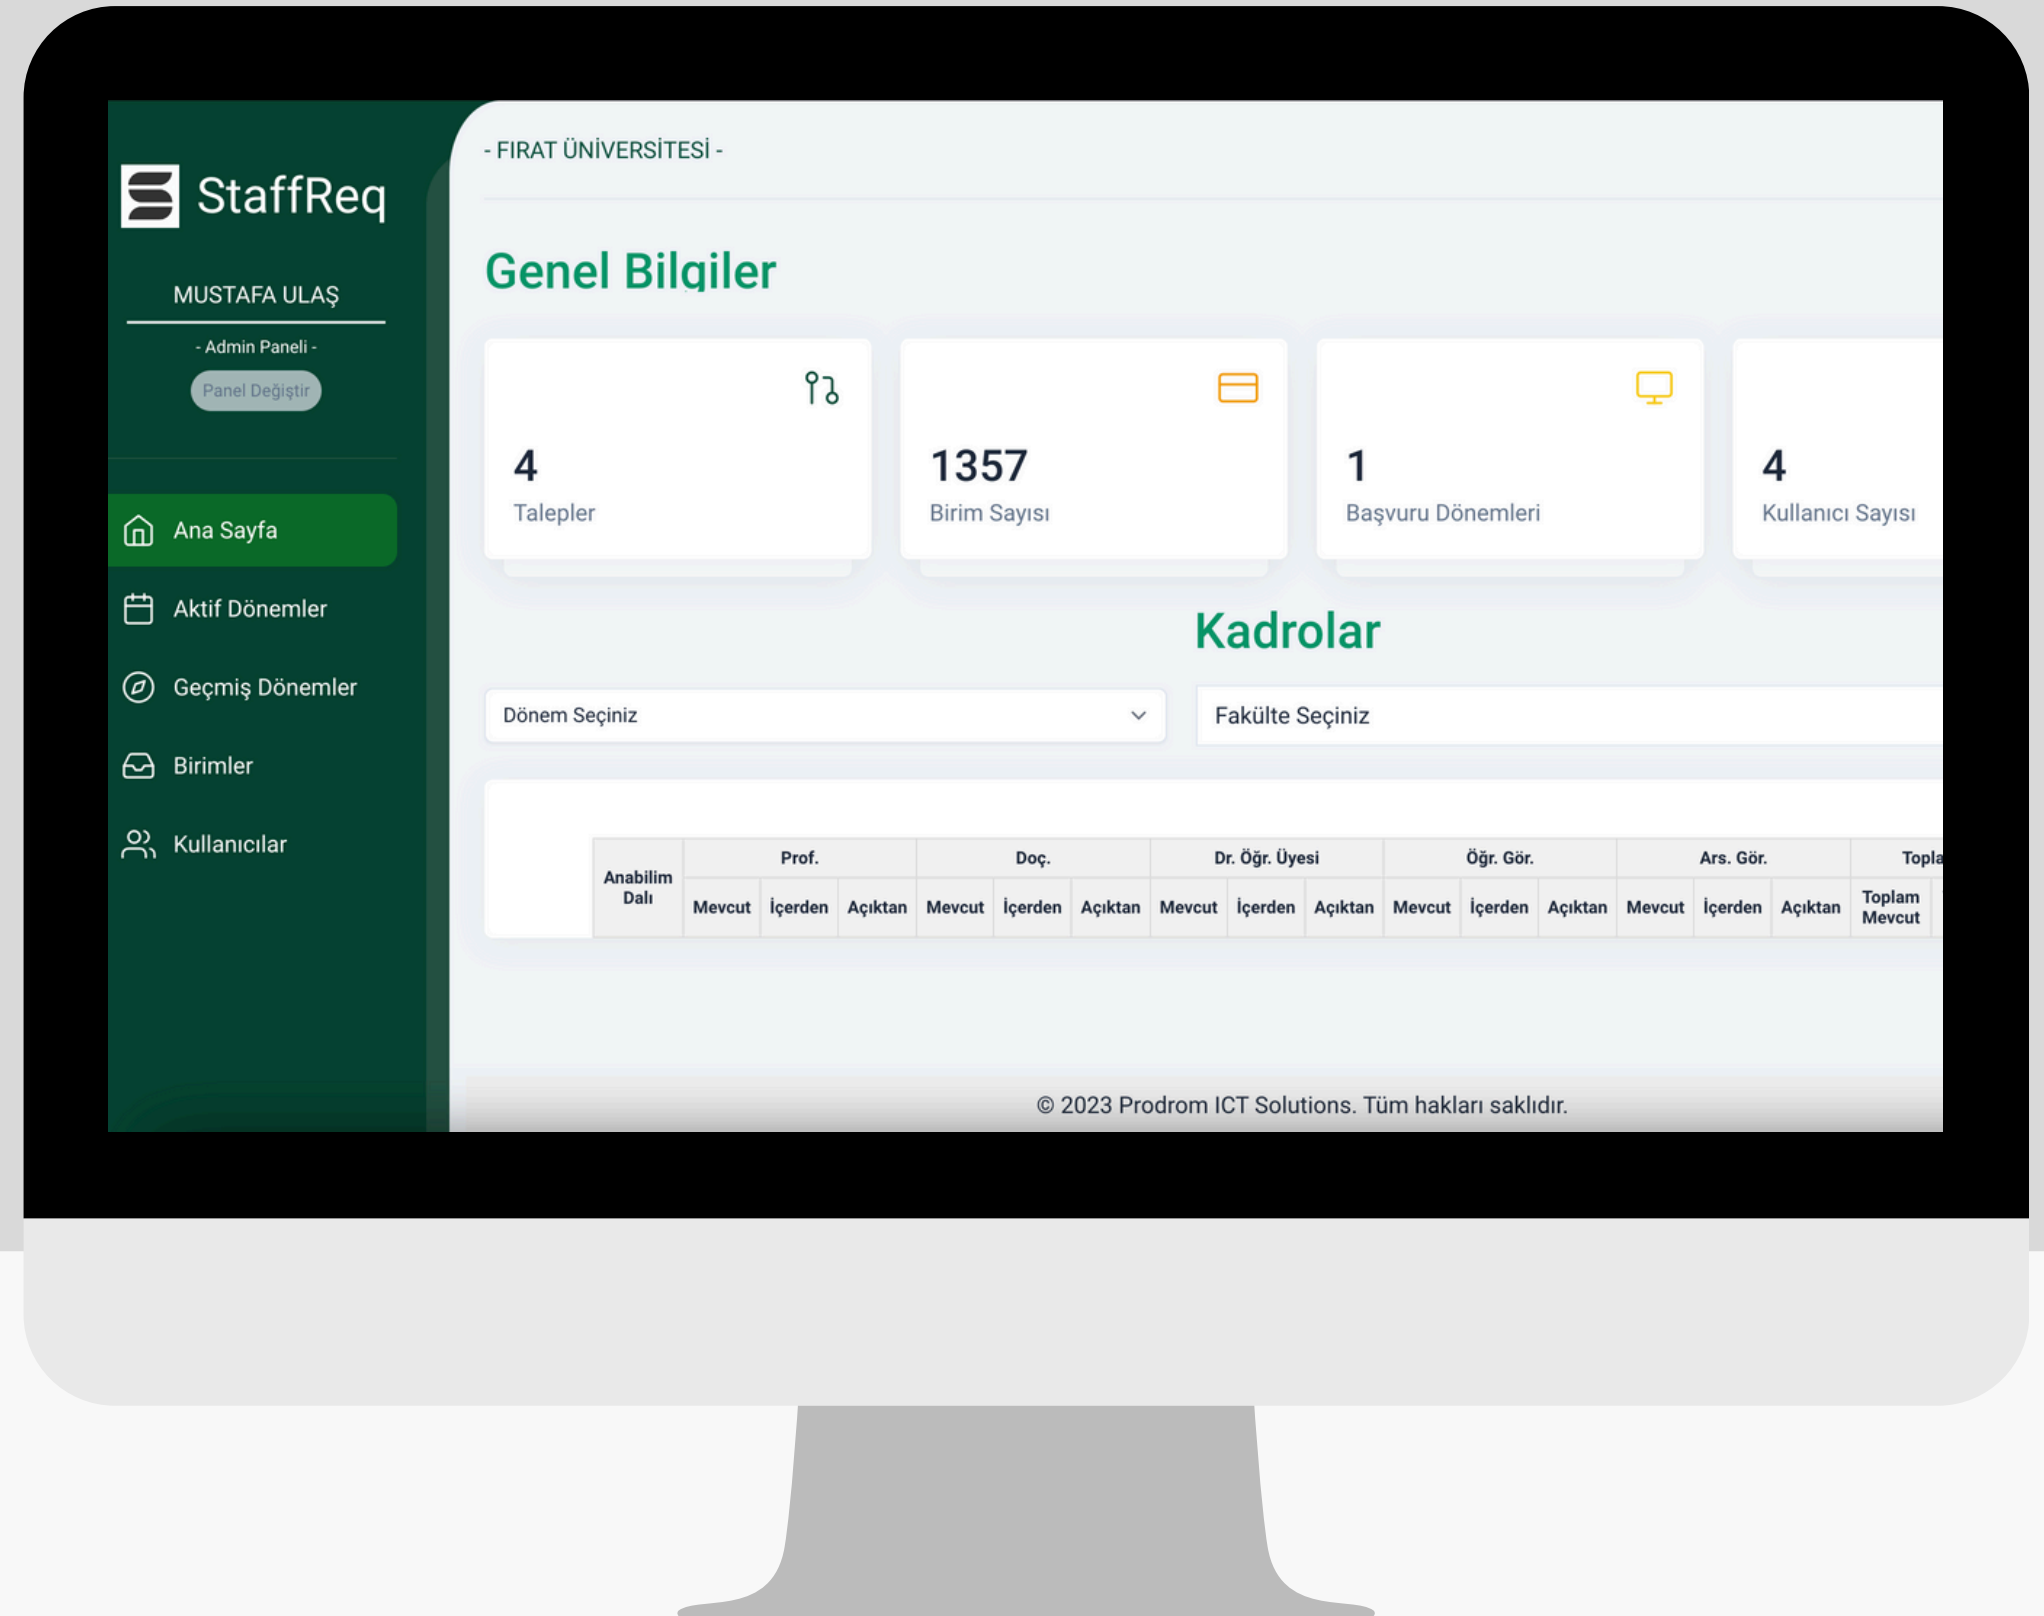 StaffReq
MUSTAFA ULAŞ
- Admin Paneli -
Panel Değiştir
Ana Sayfa
Aktif Dönemler
Geçmiş Dönemler
Birimler
Kullanıcılar
- FIRAT ÜNİVERSİTESİ -
Genel Bilgiler
4
Talepler
1357
Birim Sayısı
1
Başvuru Dönemleri
4
Kullanıcı Sayısı
Kadrolar
Dönem Seçiniz
Fakülte Seçiniz
Anabilim
Dalı
Prof. Doç. Dr. Öğr. Üyesi Öğr. Gör. Ars. Gör. Topla
Mevcut İçerden Açıktan Mevcut İçerden Açıktan Mevcut İçerden Açıktan Mevcut İçerden Açıktan Mevcut İçerden Açıktan Toplam
Mevcut
© 2023 Prodrom ICT Solutions. Tüm hakları saklıdır.